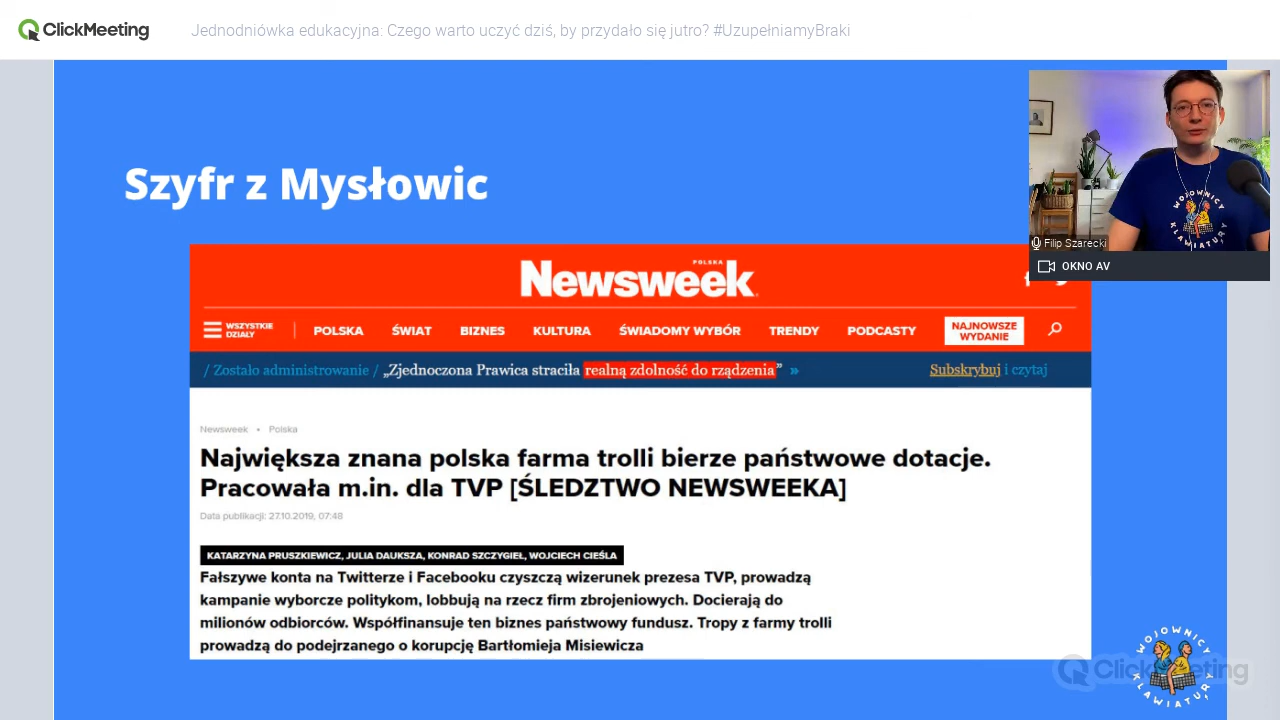 ClickMeeting
Jednodniówka edukacyjna: Czego warto uczyć dziś, by przydało się jutro? #UzupełniamyBraki
Szyfr z Mysłowic
WOJOWNICY
KLAWIATURY
Filip Szarecki
OKNO AV
POLSKA
Newsweek
WSZYSTKIE
DZIAŁY
POLSKA ŚWIAT BIZNES KULTURA ŚWIADOMY WYBÓR TRENDY PODCASTY
NAJNOWSZE
WYDANIE
/ Zostało administrowanie / „Zjednoczona Prawica straciła realną zdolność do rządzenia” »
Subskrybuj i czytaj
Newsweek • Polska
Największa znana polska farma trolli bierze państwowe dotacje.
Pracowała m.in. dla TVP [ŚLEDZTWO NEWSWEEKA]
Data publikacji: 27.10.2019, 07:48
KATARZYNA PRUSZKIEWICZ, JULIA DAUKSZA, KONRAD SZCZYGIEŁ, WOJCIECH CIEŚLA
Fałszywe konta na Twitterze i Facebooku czyszczą wizerunek prezesa TVP, prowadzą
kampanie wyborcze politykom, lobbują na rzecz firm zbrojeniowych. Docierają do
milionów odbiorców. Współfinansuje ten biznes państwowy fundusz. Tropy z farmy trolli
prowadzą do podejrzanego o korupcję Bartłomieja Misiewicza
WOJOWNICY
KLAWIATURY
ClickMeeting